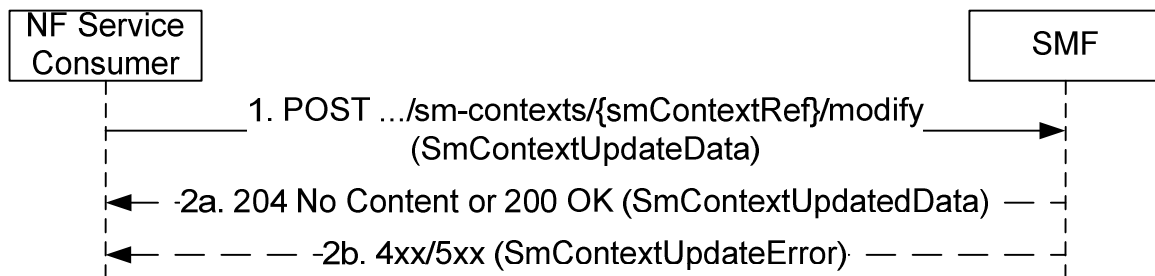 NF Service
Consumer
SMF
1. POST .../sm-contexts/{smContextRef}/modify
(SmContextUpdateData)
2a. 204 No Content or 200 OK (SmContextUpdatedData)
2b. 4xx/5xx (SmContextUpdateError)